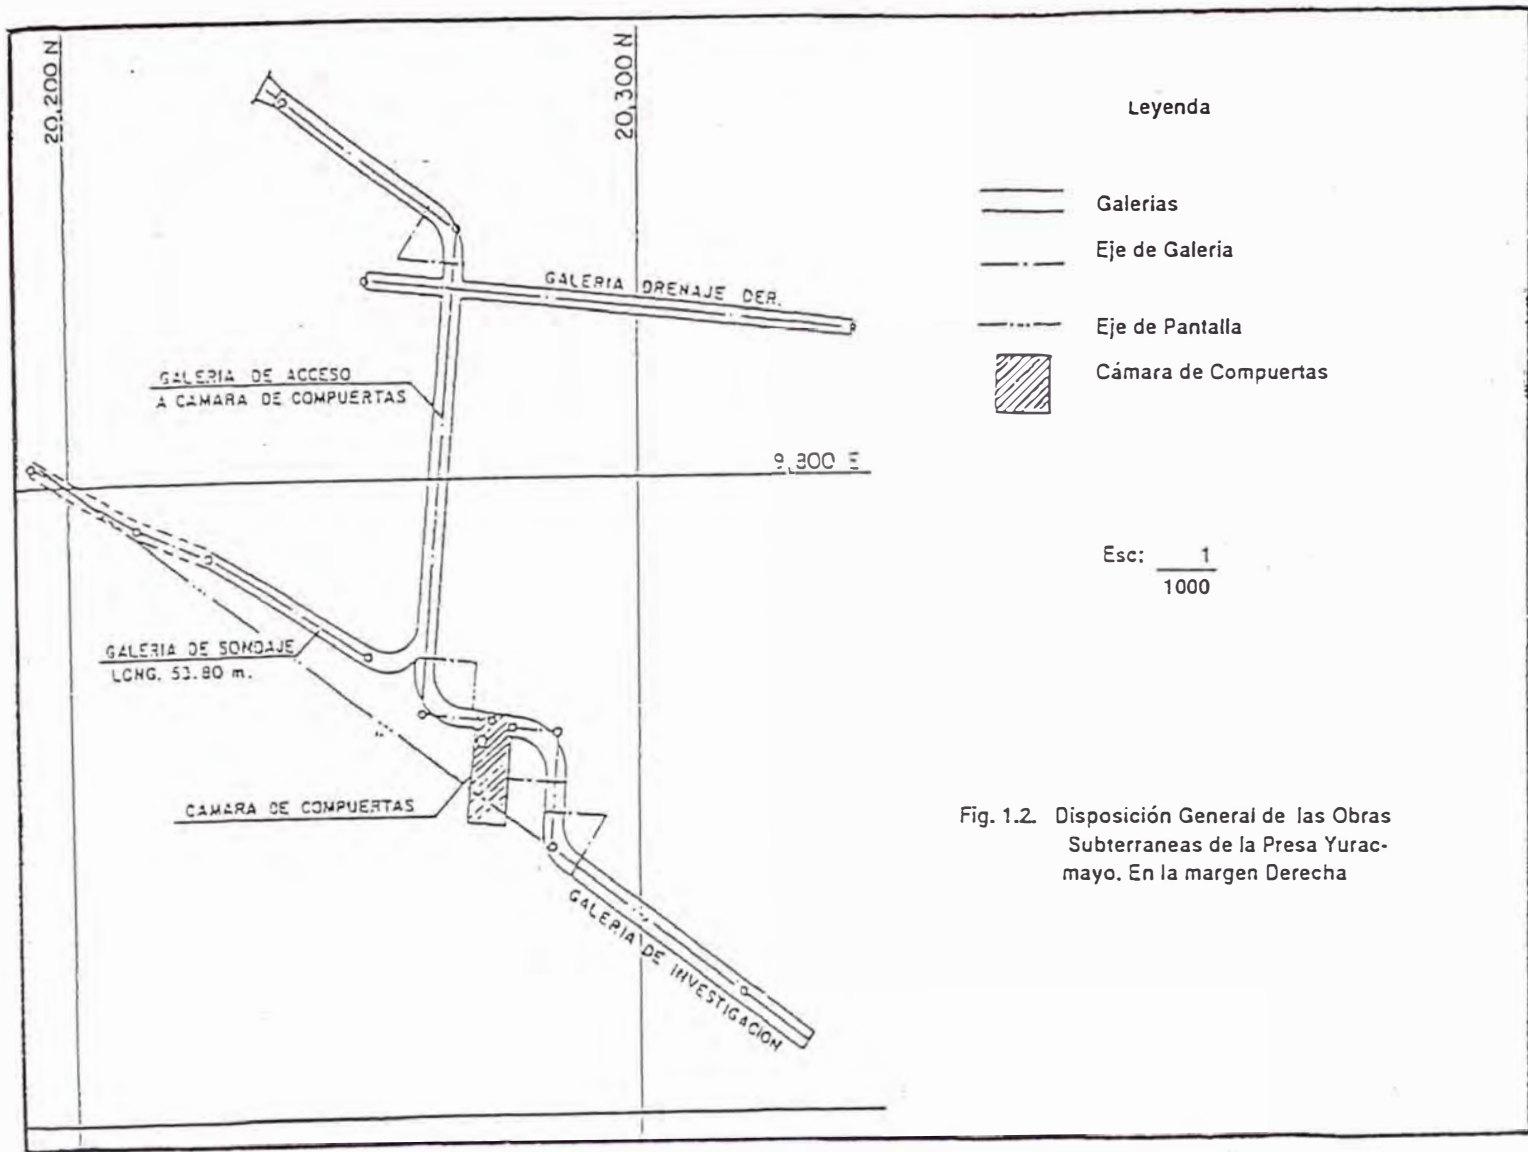 20,200 N
20,300 N
Leyenda
Galerias
Eje de Galeria
Eje de Pantalla
Cámara de Compuertas
GALERIA DRENAJE DER.
GALERIA DE ACCESO
A CAMARA DE COMPUERTAS
9,800 E
Esc: 1
1000
GALERIA DE SONDAJE
LONG. 53.80 m.
CAMARA DE COMPUERTAS
GALERIA DE INVESTIGACION
Fig. 1.2. Disposición General de las Obras
Subterraneas de la Presa Yurac-
mayo. En la margen Derecha